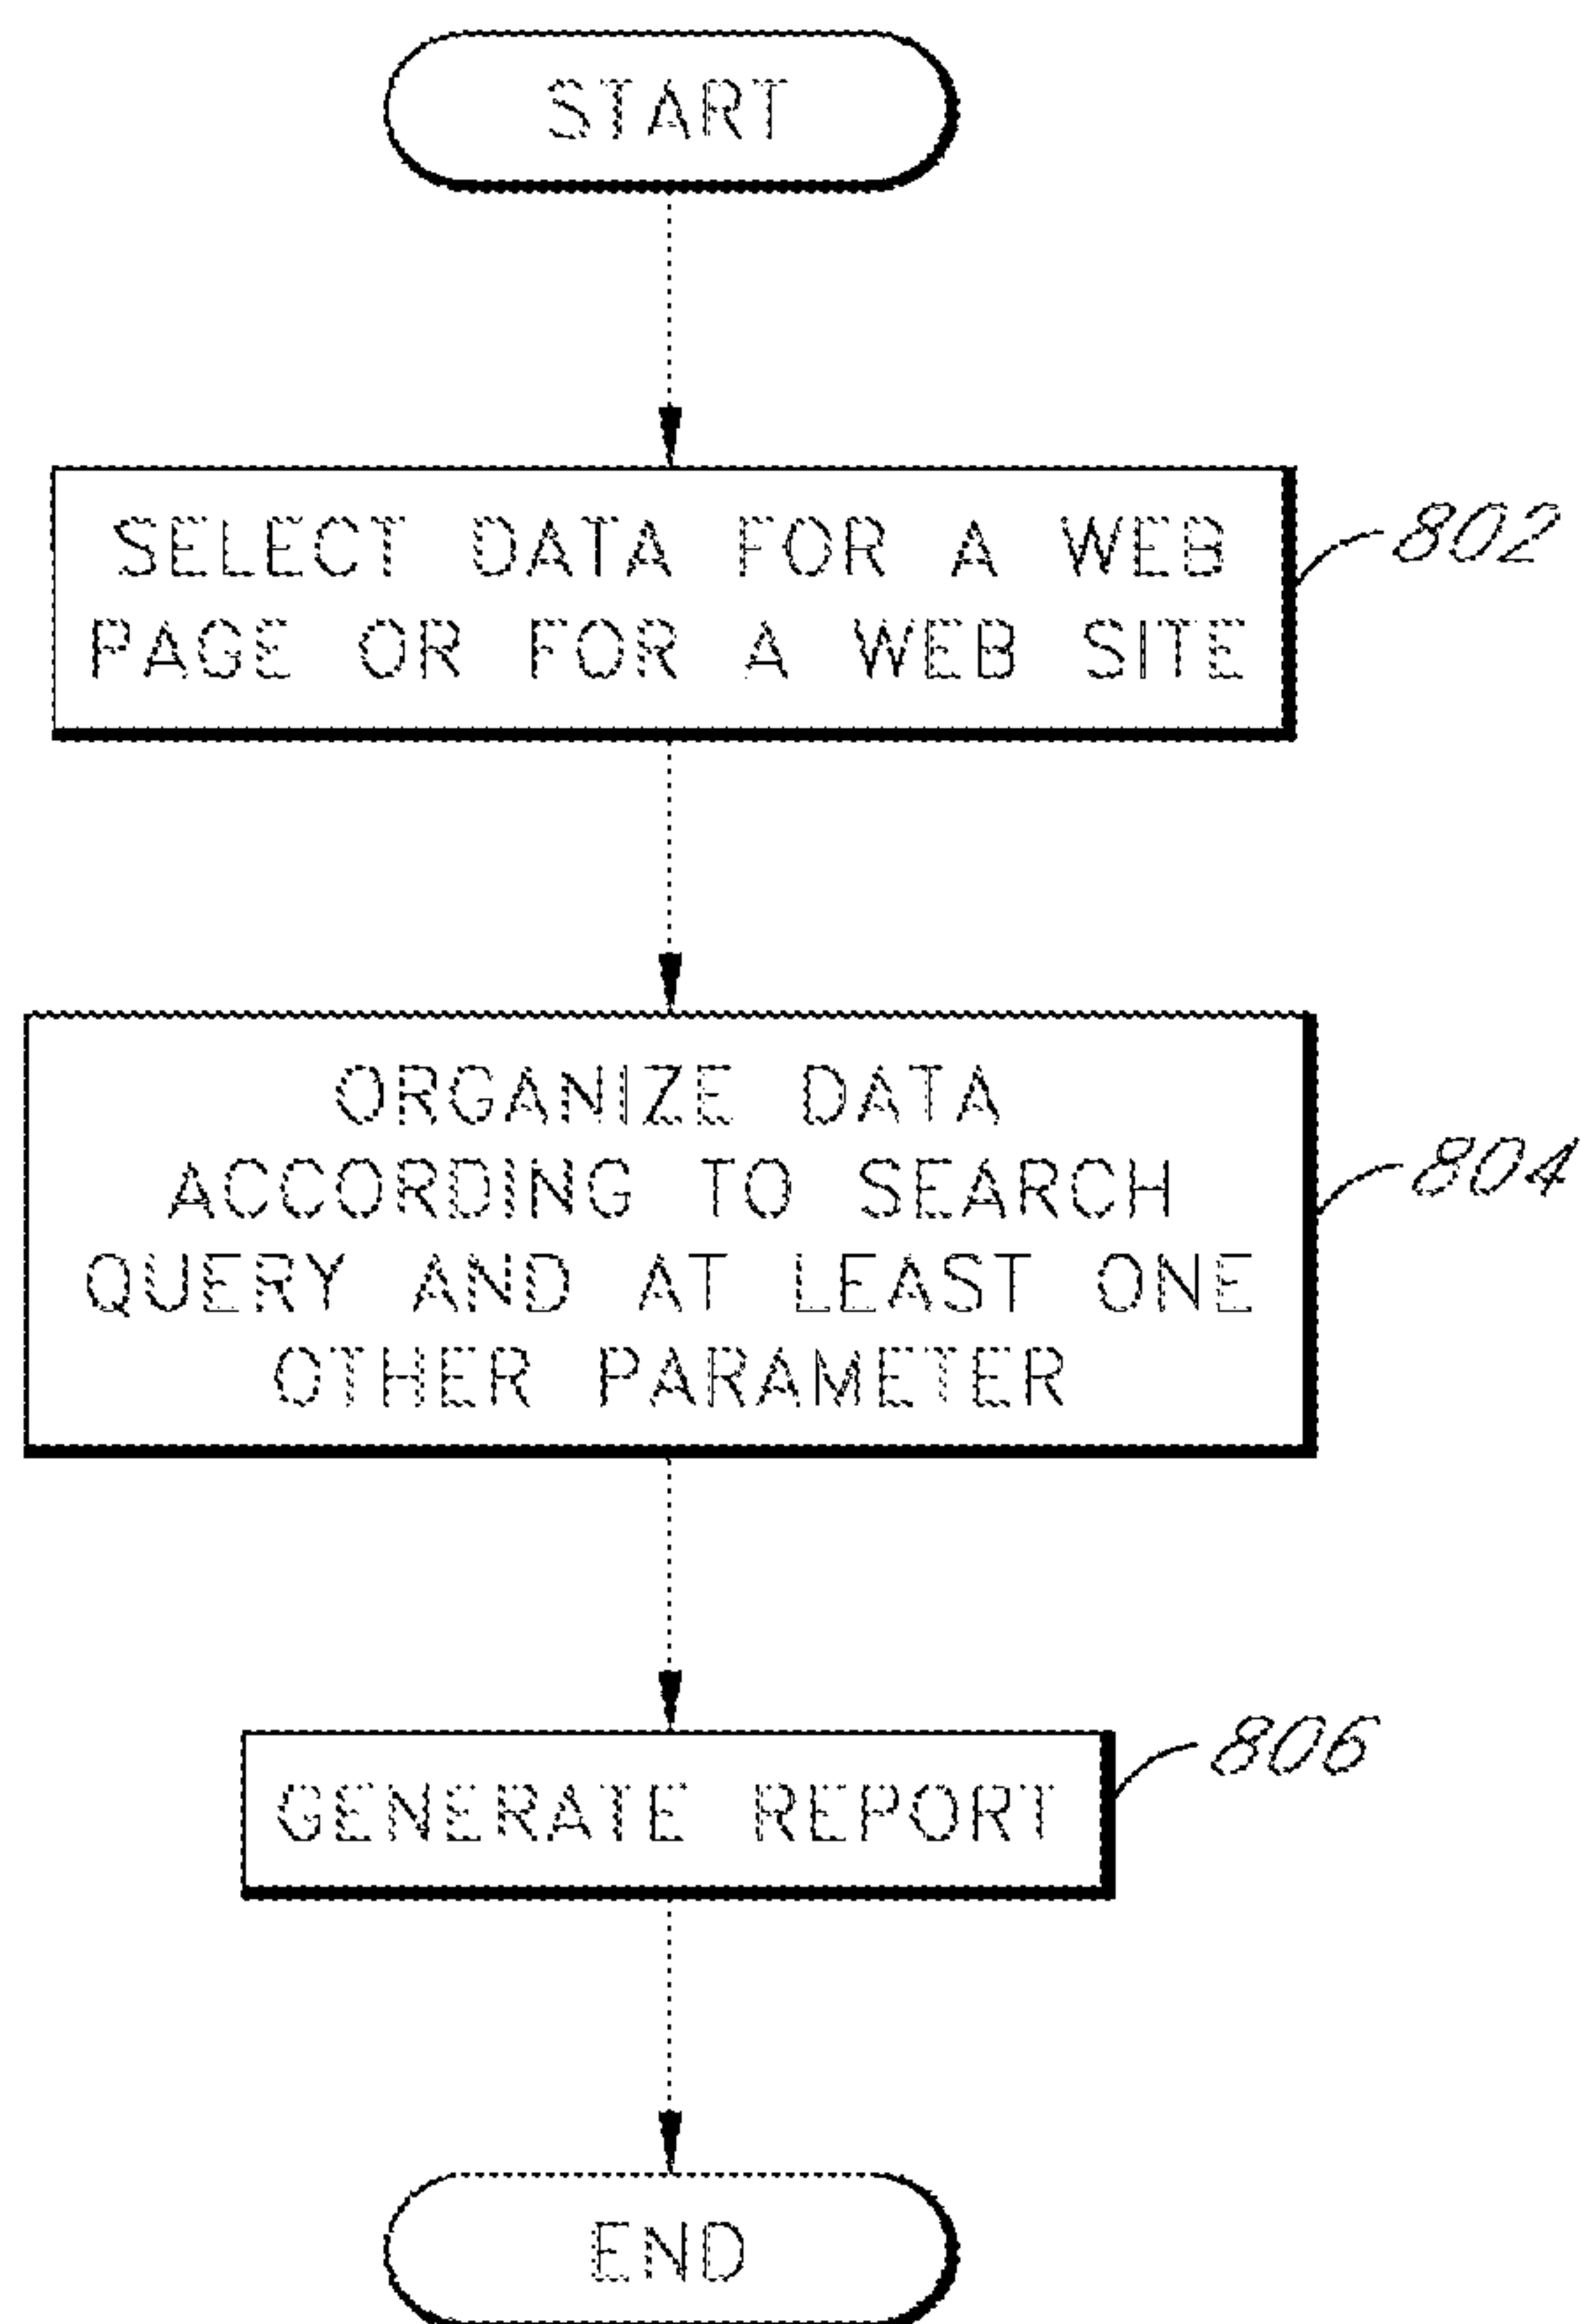 START
SELECT DATA FOR A WEB
PAGE OR FOR A WEB SITE
802
ORGANIZE DATA
ACCORDING TO SEARCH
QUERY AND AT LEAST ONE
OTHER PARAMETER
804
GENERATE REPORT
806
END